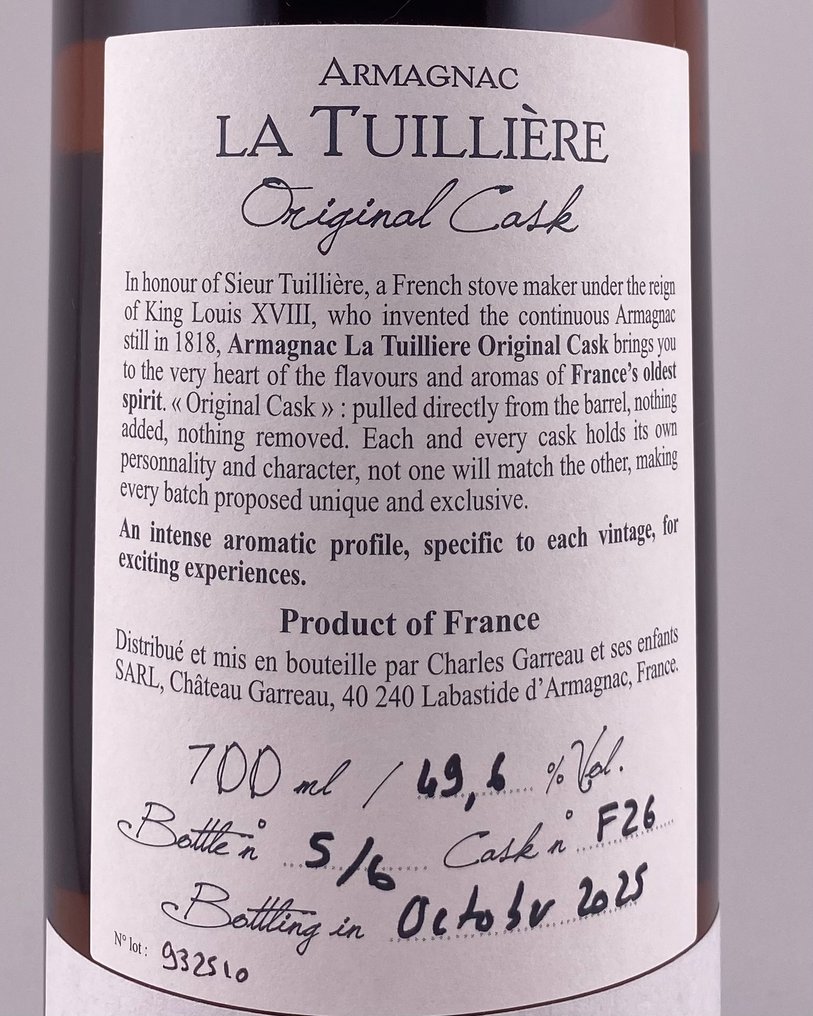 ARMAGNAC
LA TUILLIÈRE
Original Cask
In honour of Sieur Tuillière, a French stove maker under the reign
of King Louis XVIII, who invented the continuous Armagnac
still in 1818, Armagnac La Tuilliere Original Cask brings you
to the very heart of the flavours and aromas of France's oldest
spirit. « Original Cask » : pulled directly from the barrel, nothing
added, nothing removed. Each and every cask holds its own
personnality and character, not one will match the other, making
every batch proposed unique and exclusive.
An intense aromatic profile, specific to each vintage, for
exciting experiences.
Product of France
Distribué et mis en bouteille par Charles Garreau et ses enfants
SARL, Château Garreau, 40 240 Labastide d'Armagnac, France.
700 ml / 49,6 % Vol.
Bottle n° 5/6 Cask n° F26
Bottling in October 2025
N° lot : 932510